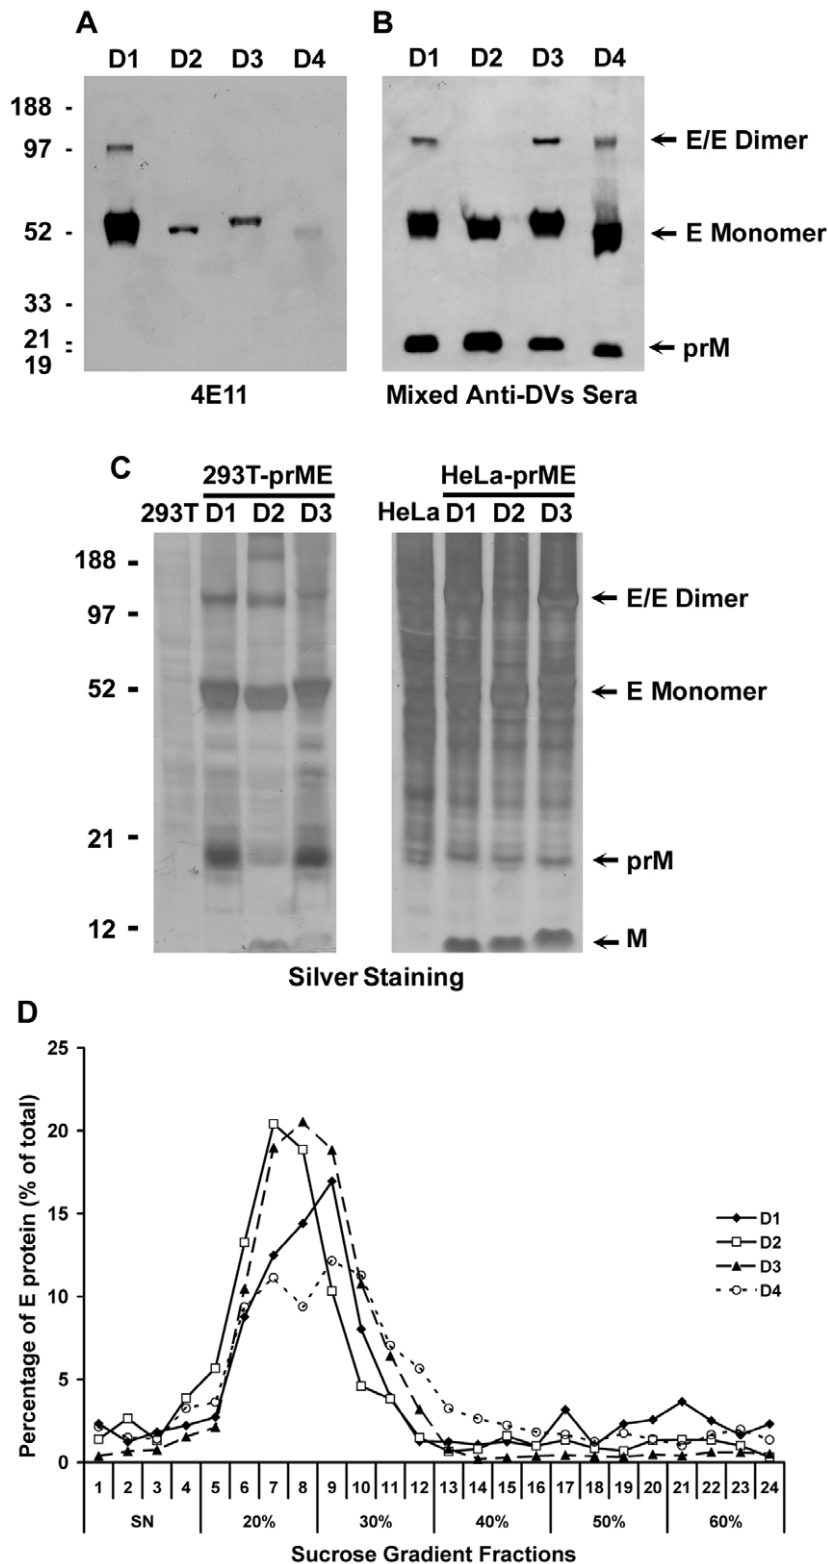 A
B
D1 D2 D3 D4
D1 D2 D3 D4
188 -
97 -
52 -
33 -
21 -
19 -
E/E Dimer
E Monomer
prM
4E11
Mixed Anti-DVs Sera
C
293T-prME
HeLa-prME
293T D1 D2 D3
HeLa D1 D2 D3
188 -
97 -
52 -
21 -
12 -
E/E Dimer
E Monomer
prM
M
Silver Staining
D
Percentage of E protein (% of total)
25
20
15
10
5
0
D1
D2
D3
D4
1 2 3 4 5 6 7 8 9 10 11 12 13 14 15 16 17 18 19 20 21 22 23 24
SN 20% 30% 40% 50% 60%
Sucrose Gradient Fractions